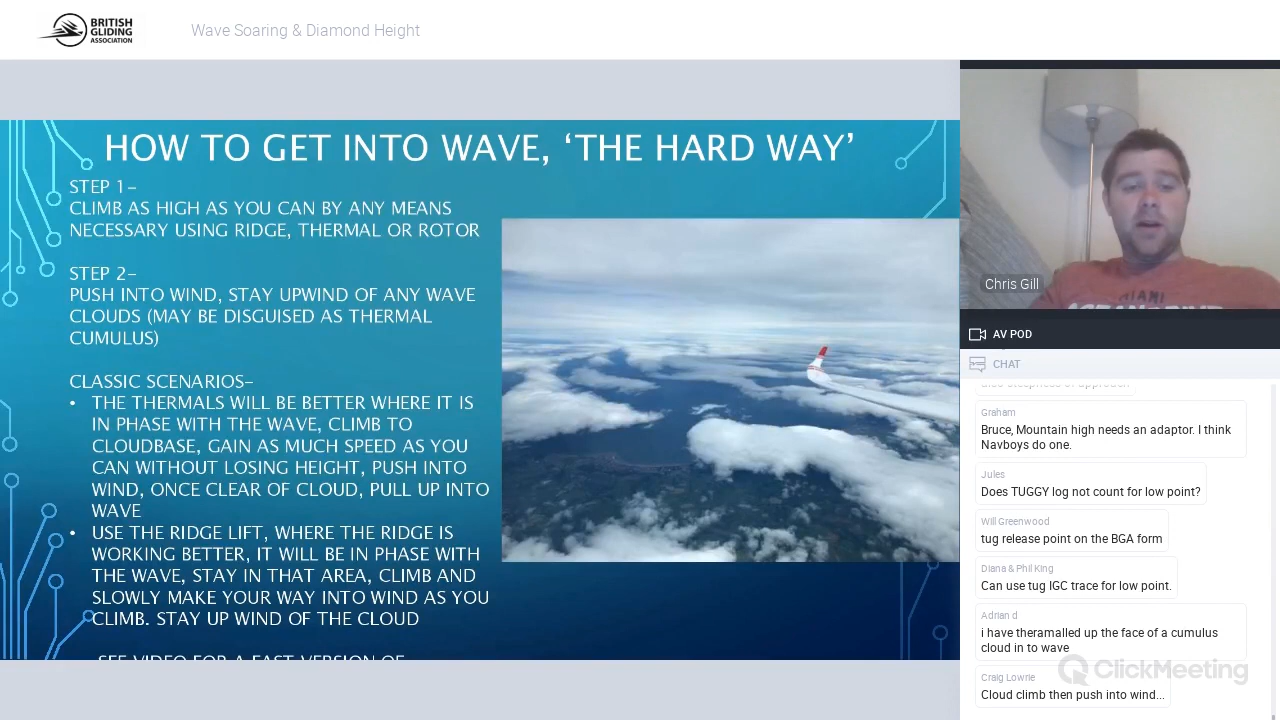 BRITISH
GLIDING
ASSOCIATION
Wave Soaring & Diamond Height
HOW TO GET INTO WAVE, ‘THE HARD WAY’
STEP 1–
CLIMB AS HIGH AS YOU CAN BY ANY MEANS
NECESSARY USING RIDGE, THERMAL OR ROTOR
STEP 2–
PUSH INTO WIND, STAY UPWIND OF ANY WAVE
CLOUDS (MAY BE DISGUISED AS THERMAL
CUMULUS)
CLASSIC SCENARIOS–
• THE THERMALS WILL BE BETTER WHERE IT IS
IN PHASE WITH THE WAVE, CLIMB TO
CLOUDBASE, GAIN AS MUCH SPEED AS YOU
CAN WITHOUT LOSING HEIGHT, PUSH INTO
WIND, ONCE CLEAR OF CLOUD, PULL UP INTO
WAVE
• USE THE RIDGE LIFT, WHERE THE RIDGE IS
WORKING BETTER, IT WILL BE IN PHASE WITH
THE WAVE, STAY IN THAT AREA, CLIMB AND
SLOWLY MAKE YOUR WAY INTO WIND AS YOU
CLIMB. STAY UP WIND OF THE CLOUD
SEE VIDEO FOR A FAST VERSION OF
MIAMI
Chris Gill
AV POD
CHAT
Graham
Bruce, Mountain high needs an adaptor. I think
Navboys do one.
Jules
Does TUGGY log not count for low point?
Will Greenwood
tug release point on the BGA form
Diana & Phil King
Can use tug IGC trace for low point.
Adrian d
i have theramalled up the face of a cumulus
cloud in to wave
ClickMeeting
Craig Lowrie
Cloud climb then push into wind...